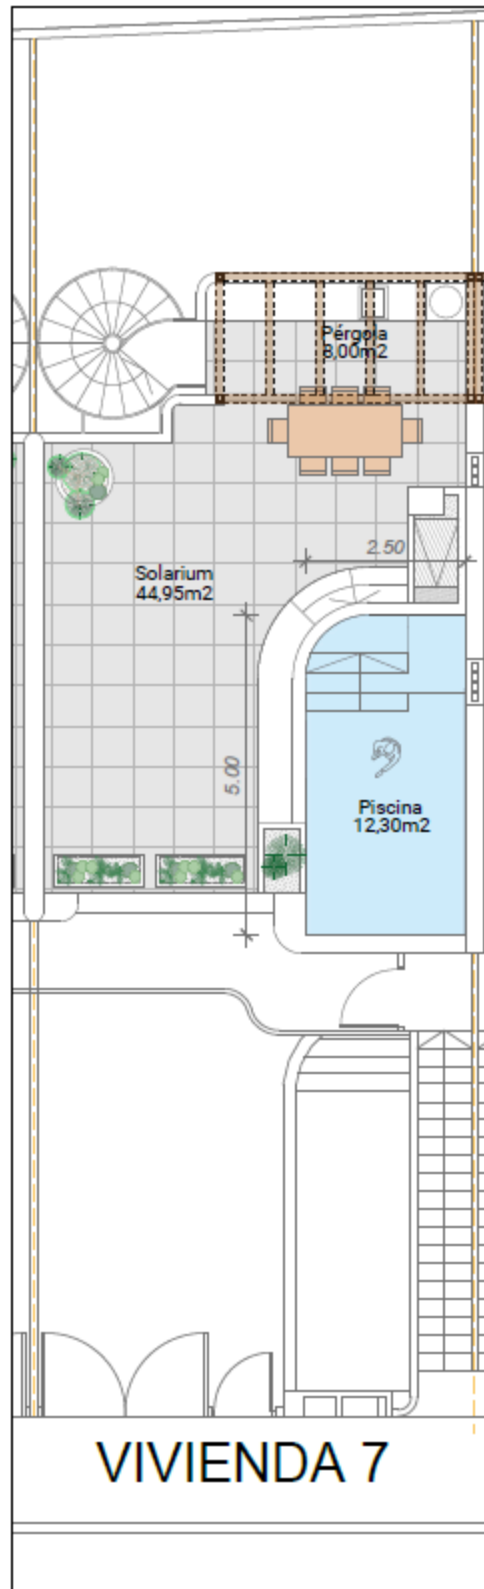 Pérgola
8,00m2
2.50
Solarium
44,95m2
5.00
Piscina
12,30m2
VIVIENDA 7